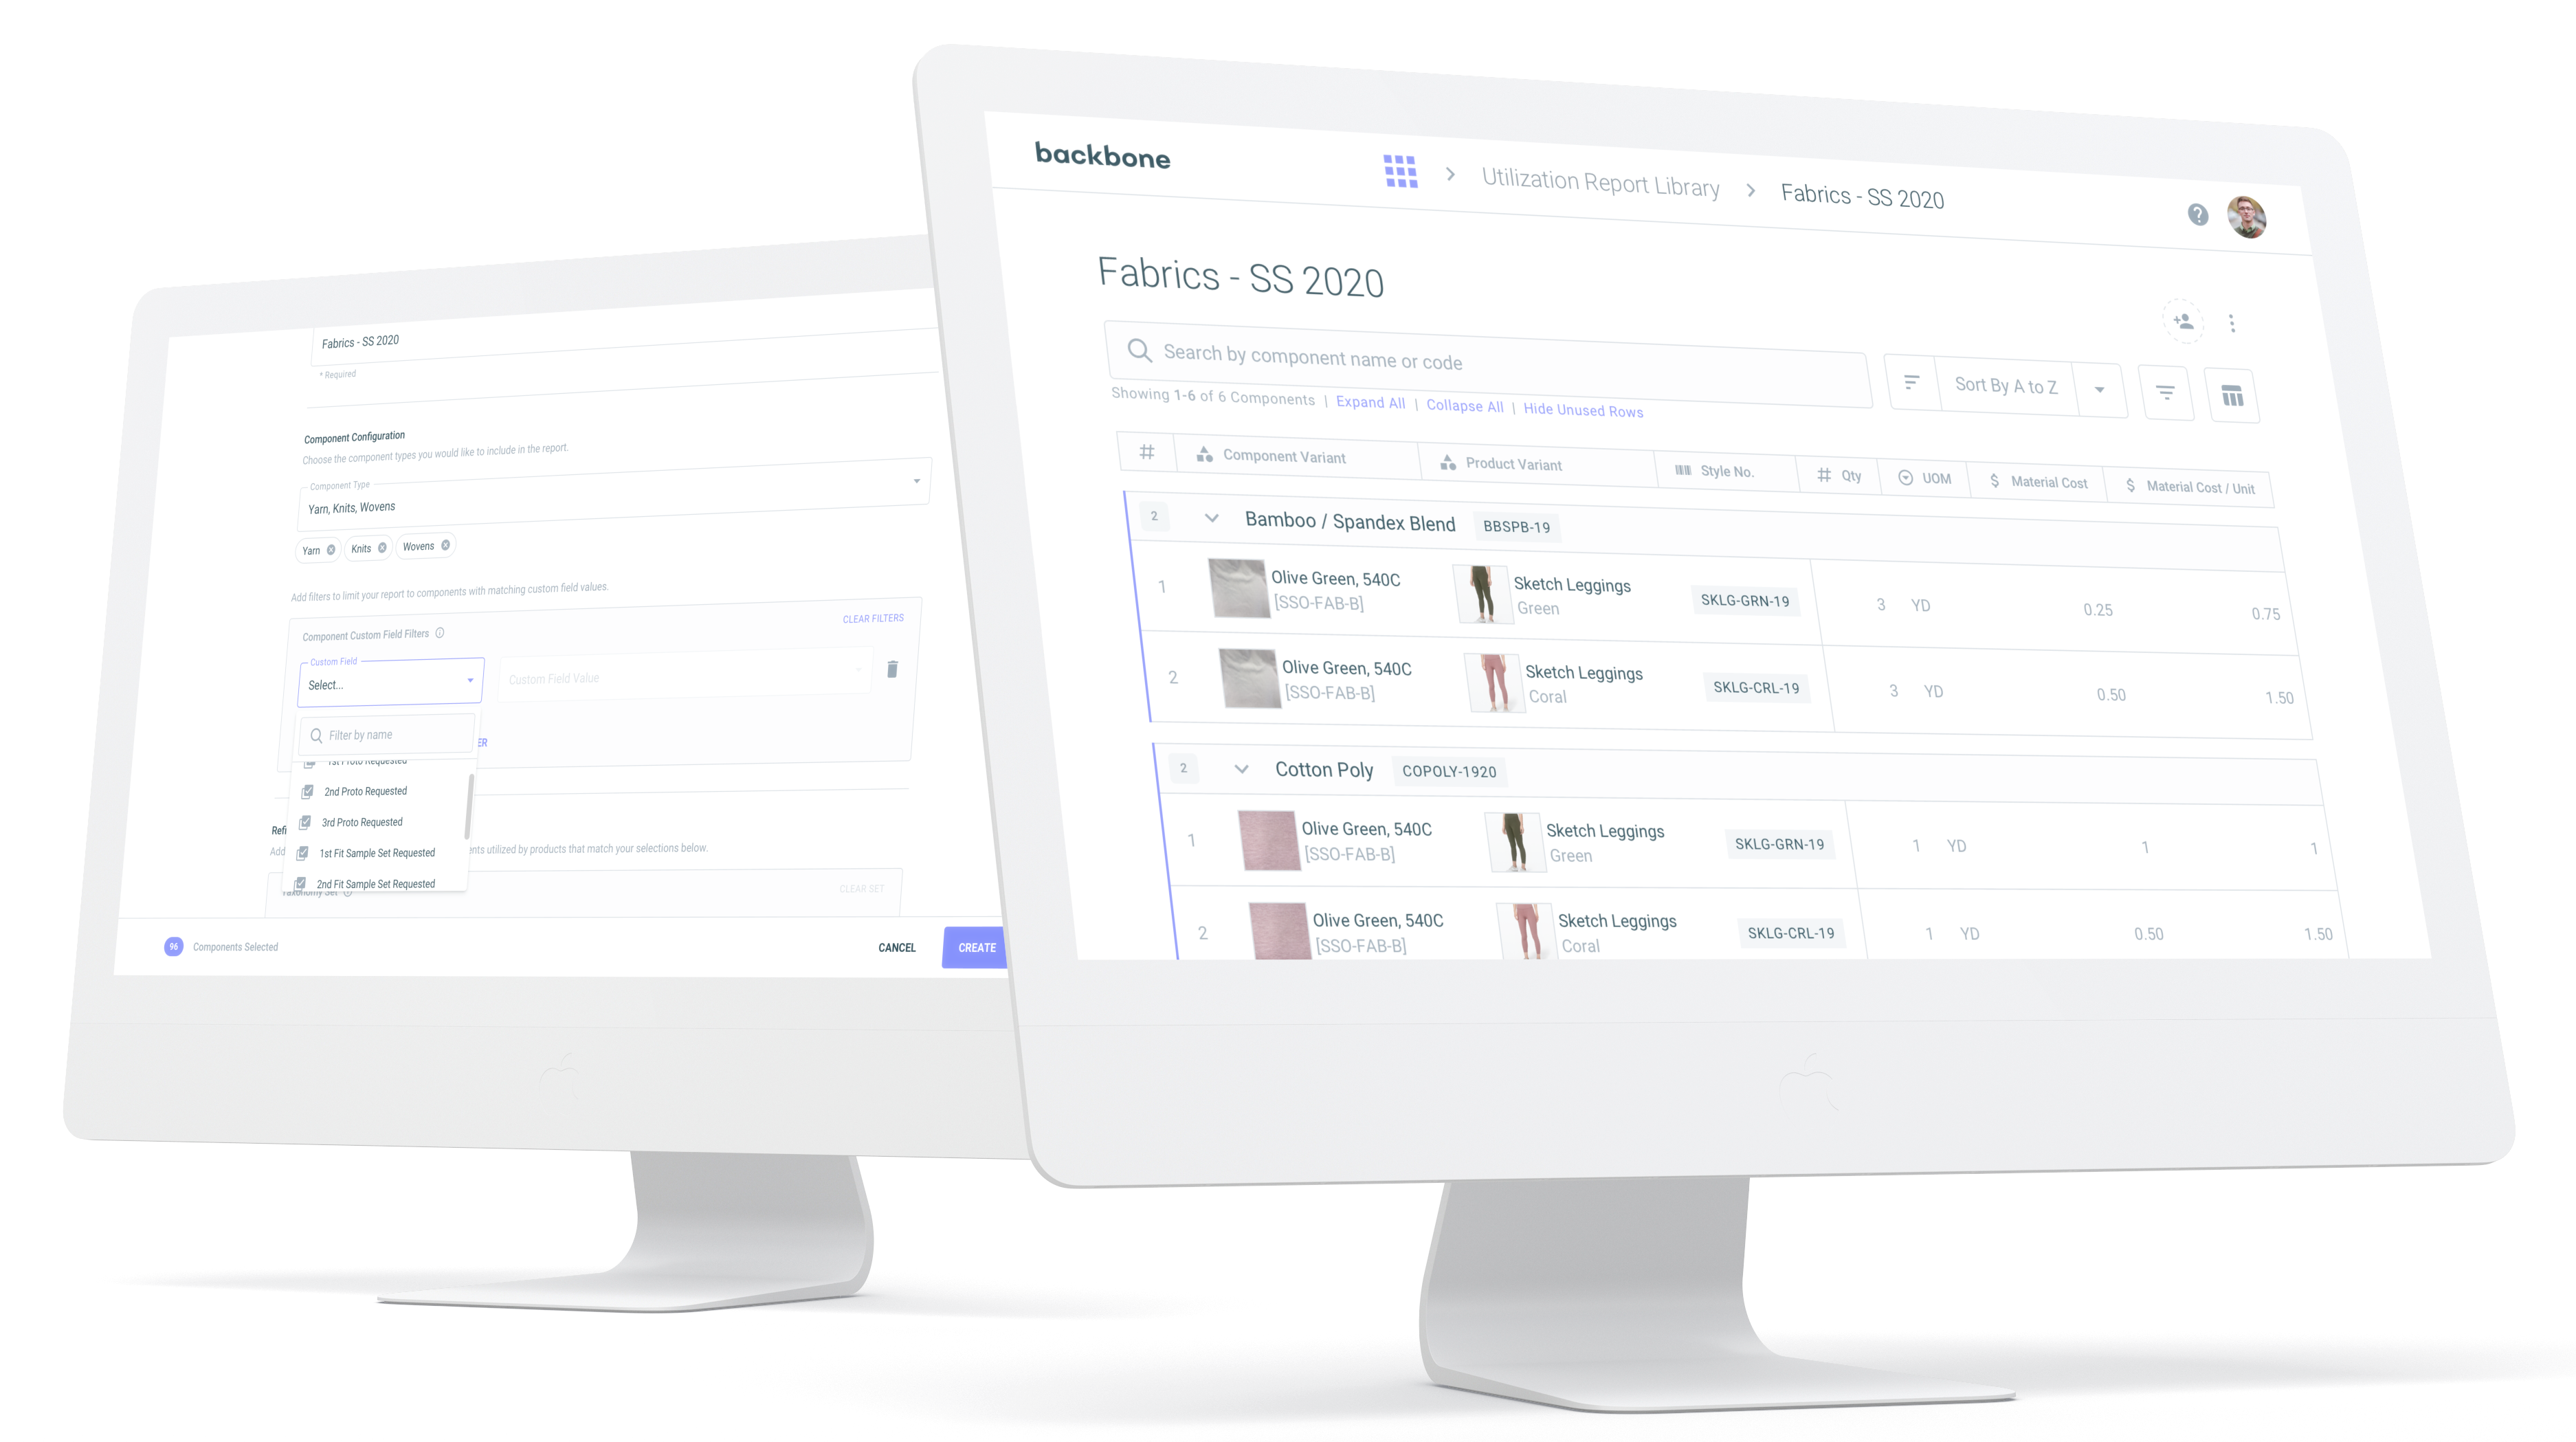 Fabrics - SS 2020
* Required
Component Configuration
Choose the component types you would like to include in the report.
Component Type
Yarn, Knits, Wovens
Yarn
Knits
Wovens
Add filters to limit your report to components with matching custom field values.
Component Custom Field Filters
CLEAR FILTERS
Custom Field
Select...
Custom Field Value
Filter by name
ER
1st Proto Requested
2nd Proto Requested
3rd Proto Requested
1st Fit Sample Set Requested
2nd Fit Sample Set Requested
Refi
Add
ents utilized by products that match your selections below.
Taxonomy Set
CLEAR SET
96 Components Selected
CANCEL
CREATE
backbone
Utilization Report Library
Fabrics - SS 2020
Fabrics - SS 2020
Search by component name or code
Sort By A to Z
Showing 1-6 of 6 Components | Expand All | Collapse All | Hide Unused Rows
# Component Variant Product Variant Style No. # Qty UOM $ Material Cost $ Material Cost / Unit
2 Bamboo / Spandex Blend BBSPB-19
1 Olive Green, 540C Sketch Leggings SKLG-GRN-19 3 YD 0.25 0.75
[SSO-FAB-B] Green
2 Olive Green, 540C Sketch Leggings SKLG-CRL-19 3 YD 0.50 1.50
[SSO-FAB-B] Coral
2 Cotton Poly COPOLY-1920
1 Olive Green, 540C Sketch Leggings SKLG-GRN-19 1 YD 1 1
[SSO-FAB-B] Green
2 Olive Green, 540C Sketch Leggings SKLG-CRL-19 1 YD 0.50 1.50
[SSO-FAB-B] Coral